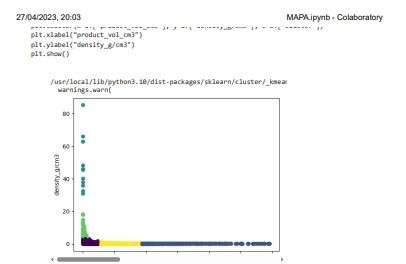 27/04/2023, 20:03
MAPA.ipynb - Colaboratory
plt.xlabel("product_vol_cm3")
plt.ylabel("density_g/cm3")
plt.show()
/usr/local/lib/python3.10/dist-packages/sklearn/cluster/_kmean
warnings.warn(
80
60
40
20
0
density_g/cm3